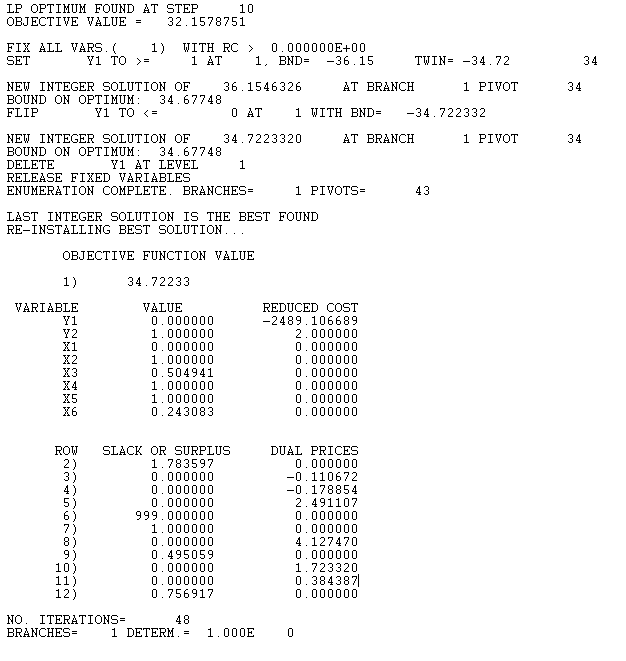 LP OPTIMUM FOUND AT STEP     10
OBJECTIVE VALUE =   32.1578751
FIX ALL VARS.(    1)  WITH RC >  0.000000E+00
SET       Y1 TO >=     1 AT    1, BND=  -36.15     TWIN= -34.72         34
NEW INTEGER SOLUTION OF    36.1546326     AT BRANCH      1 PIVOT      34
BOUND ON OPTIMUM:  34.67748
FLIP       Y1 TO <=         0 AT    1 WITH BND=   -34.722332
NEW INTEGER SOLUTION OF    34.7223320     AT BRANCH      1 PIVOT      34
BOUND ON OPTIMUM:  34.67748
DELETE       Y1 AT LEVEL     1
RELEASE FIXED VARIABLES
ENUMERATION COMPLETE. BRANCHES=     1 PIVOTS=      43
LAST INTEGER SOLUTION IS THE BEST FOUND
RE-INSTALLING BEST SOLUTION...
OBJECTIVE FUNCTION VALUE
1)      34.72233
VARIABLE        VALUE          REDUCED COST
Y1         0.000000      -2489.106689
Y2         1.000000          2.000000
X1         0.000000          0.000000
X2         1.000000          0.000000
X3         0.504941          0.000000
X4         1.000000          0.000000
X5         1.000000          0.000000
X6         0.243083          0.000000
ROW   SLACK OR SURPLUS     DUAL PRICES
2)         1.783597          0.000000
3)         0.000000         -0.110672
4)         0.000000         -0.178854
5)         0.000000          2.491107
6)       999.000000          0.000000
7)         1.000000          0.000000
8)         0.000000          4.127470
9)         0.495059          0.000000
10)         0.000000          1.723320
11)         0.000000          0.384387
12)         0.756917          0.000000
NO. ITERATIONS=      48
BRANCHES=    1 DETERM.=  1.000E    0